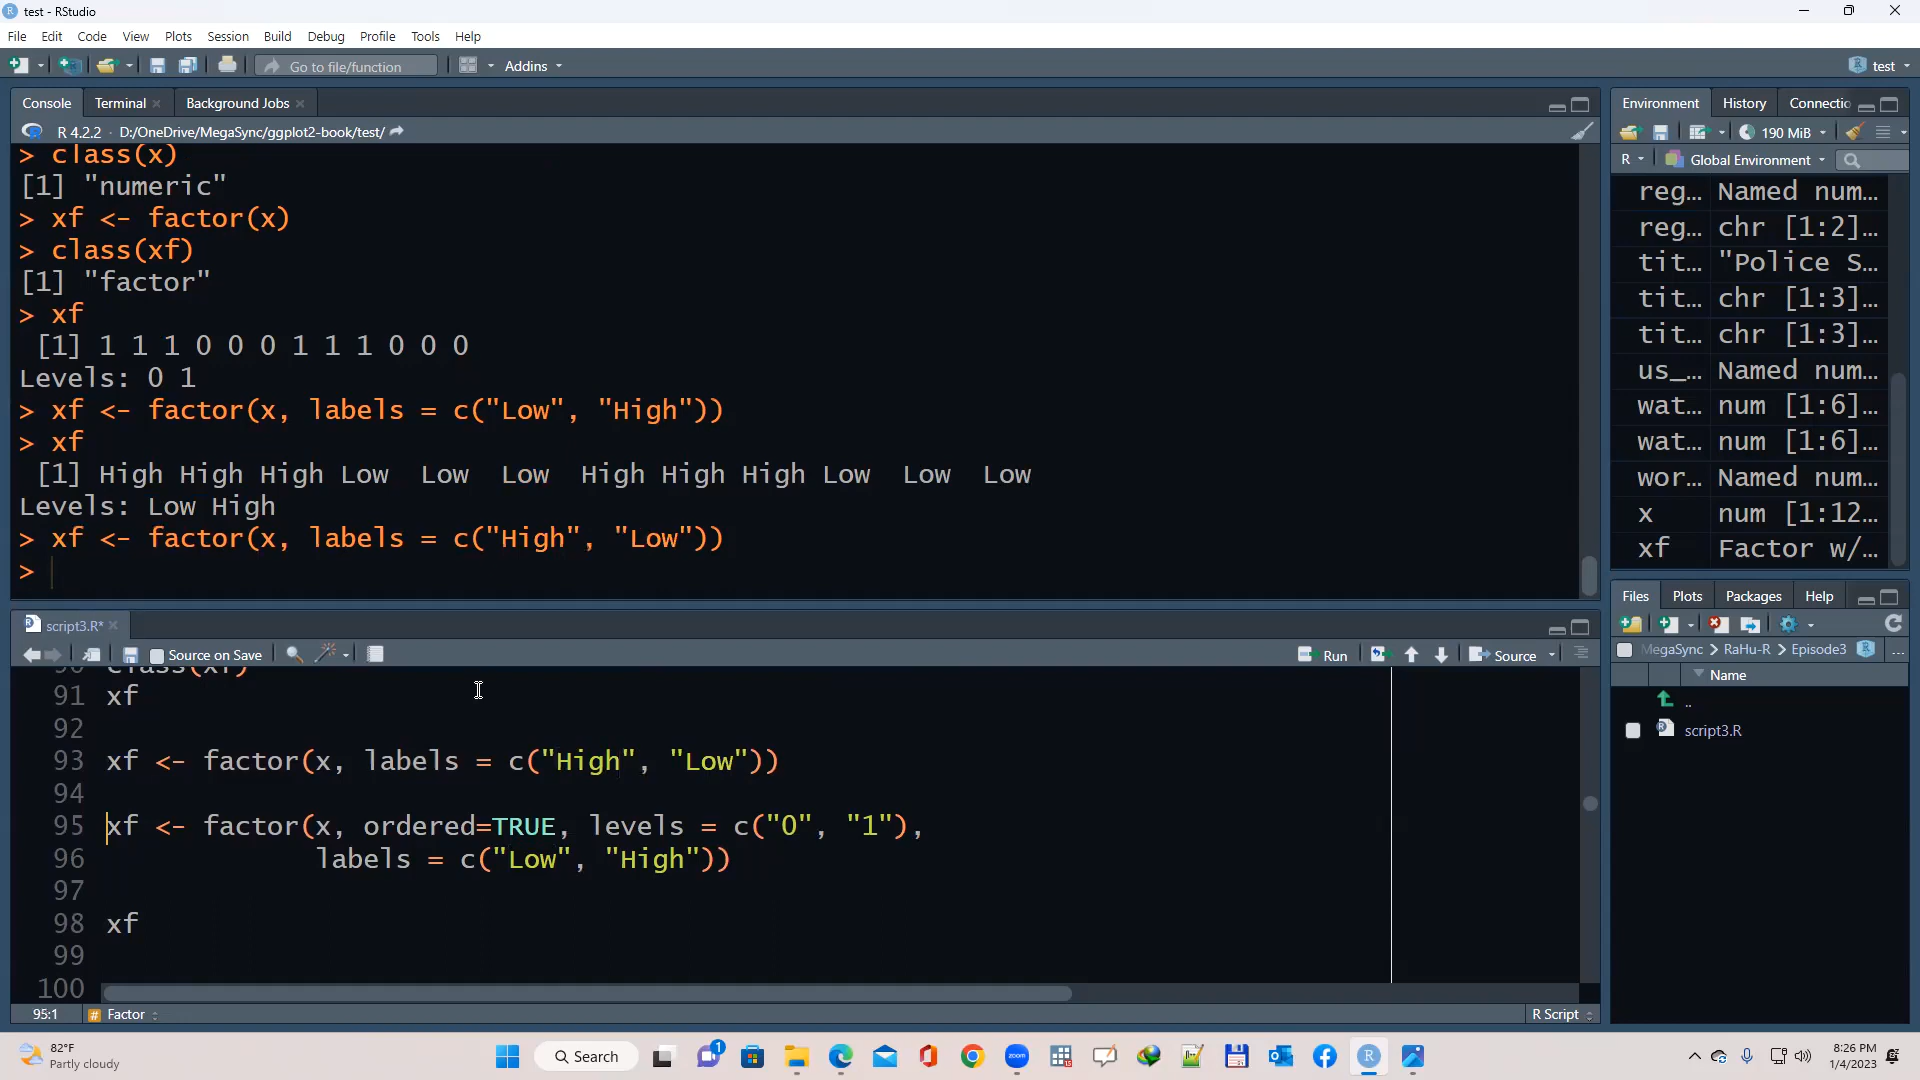 test - RStudio
File Edit Code View Plots Session Build Debug Profile Tools Help
Go to file/function Addins test
Console Terminal Background Jobs
R 4.2.2 · D:/OneDrive/MegaSync/ggplot2-book/test/
> class(x)
[1] "numeric"
> xf <- factor(x)
> class(xf)
[1] "factor"
> xf
[1] 1 1 1 0 0 0 1 1 1 0 0 0
Levels: 0 1
> xf <- factor(x, labels = c("Low", "High"))
> xf
[1] High High High Low Low Low High High High Low Low Low
Levels: Low High
> xf <- factor(x, labels = c("High", "Low"))
>
script3.R*
Source on Save Run Source
90 class(xf)
91 xf
92
93 xf <- factor(x, labels = c("High", "Low"))
94
95 xf <- factor(x, ordered=TRUE, levels = c("0", "1"),
96 labels = c("Low", "High"))
97
98 xf
99
100
95:1 # Factor R Script
Environment History Connectio
190 MiB
R Global Environment
reg... Named num...
reg... chr [1:2]...
tit... "Police S...
tit... chr [1:3]...
tit... chr [1:3]...
us_... Named num...
wat... num [1:6]...
wat... num [1:6]...
wor... Named num...
x num [1:12...
xf Factor w/...
Files Plots Packages Help
MegaSync RaHu-R Episode3 ...
Name
..
script3.R
82°F
Partly cloudy
Search
1
zoom
8:26 PM
1/4/2023